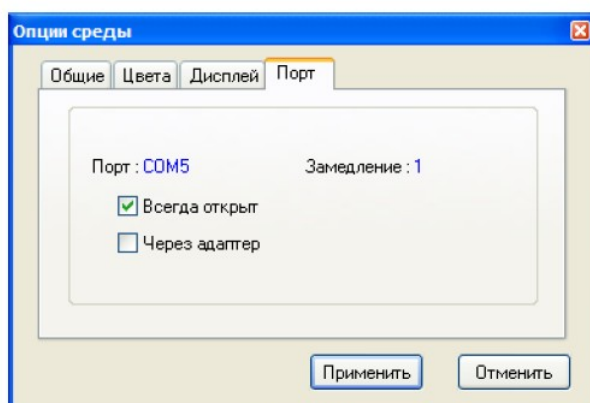 Опции среды
Общие Цвета Дисплей Порт
Порт : COM5 Замедление : 1
Всегда открыт
Через адаптер
Применить Отменить